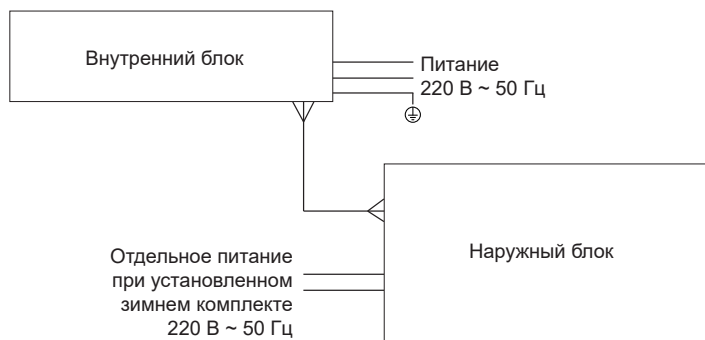 Внутренний блок
Питание
220 В ~ 50 Гц
Наружный блок
Отдельное питание
при установленном
зимнем комплекте
220 В ~ 50 Гц